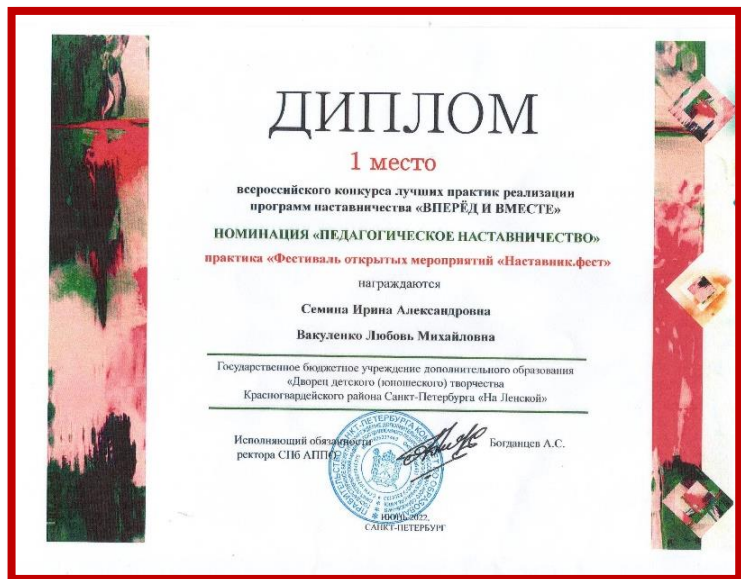 ДИПЛОМ
1 место
всероссийского конкурса лучших практик реализации
программ наставничества «ВПЕРЁД И ВМЕСТЕ»
НОМИНАЦИЯ «ПЕДАГОГИЧЕСКОЕ НАСТАВНИЧЕСТВО»
практика «Фестиваль открытых мероприятий «Наставник.фест»
награждаются
Семина Ирина Александровна
Вакуленко Любовь Михайловна
Государственное бюджетное учреждение дополнительного образования
«Дворец детского (юношеского) творчества
Красногвардейского района Санкт-Петербурга «На Ленской»
Исполняющий обязанности
ректора СПб АППО
Богданцев А.С.
июнь 2022,
САНКТ-ПЕТЕРБУРГ